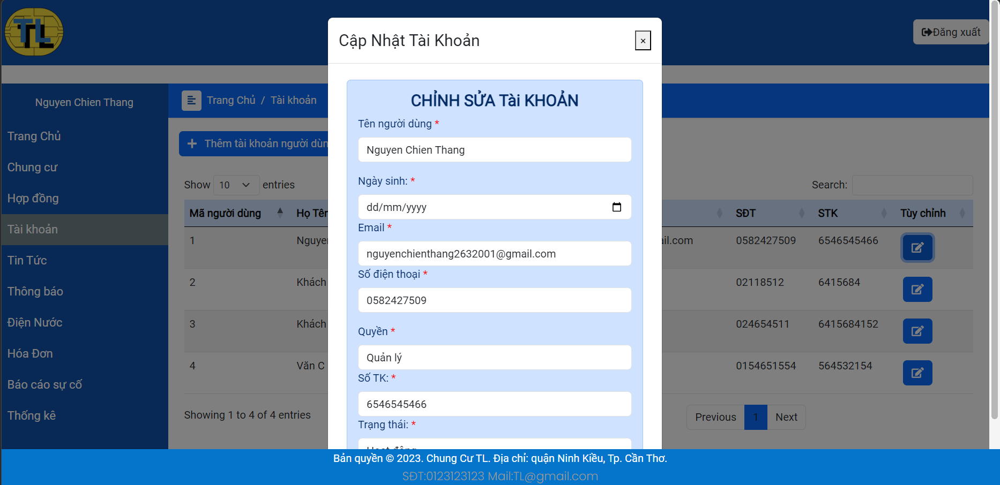 TL
Đăng xuất
Cập Nhật Tài Khoản
×
Nguyen Chien Thang
Trang Chủ
Chung cư
Hợp đồng
Tài khoản
Tin Tức
Thông báo
Điện Nước
Hóa Đơn
Báo cáo sự cố
Thống kê
Trang Chủ / Tài khoản
Thêm tài khoản người dùn
Show 10 entries
Search:
Mã người dùng Họ Tên SĐT STK Tùy chỉnh
1 Nguye ail.com 0582427509 6546545466
2 Khách 02118512 6415684
3 Khách 024654511 6415684152
4 Văn C 0154651554 564532154
Showing 1 to 4 of 4 entries
Previous 1 Next
CHỈNH SỬA Tài KHOẢN
Tên người dùng *
Nguyen Chien Thang
Ngày sinh: *
dd/mm/yyyy
Email *
nguyenchienthang2632001@gmail.com
Số điện thoại *
0582427509
Quyền *
Quản lý
Số TK: *
6546545466
Trạng thái: *
Hoạt động
Bản quyền © 2023. Chung Cư TL. Địa chỉ: quận Ninh Kiều, Tp. Cần Thơ.
SĐT:0123123123 Mail:TL@gmail.com